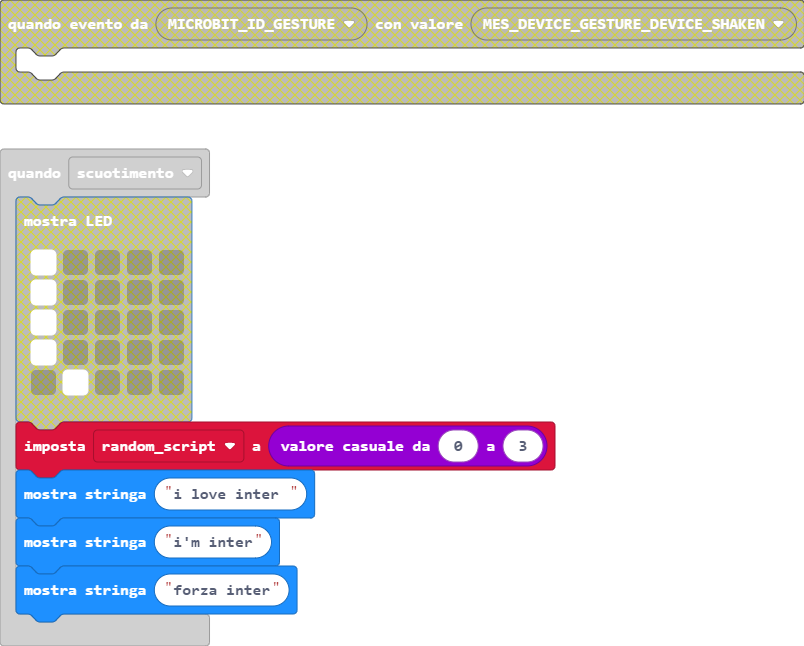 quando evento da MICROBIT_ID_GESTURE con valore MES_DEVICE_GESTURE_DEVICE_SHAKEN
quando scuotimento
mostra LED
imposta random_script a valore casuale da 0 a 3
mostra stringa "i love inter "
mostra stringa "i'm inter"
mostra stringa "forza inter"